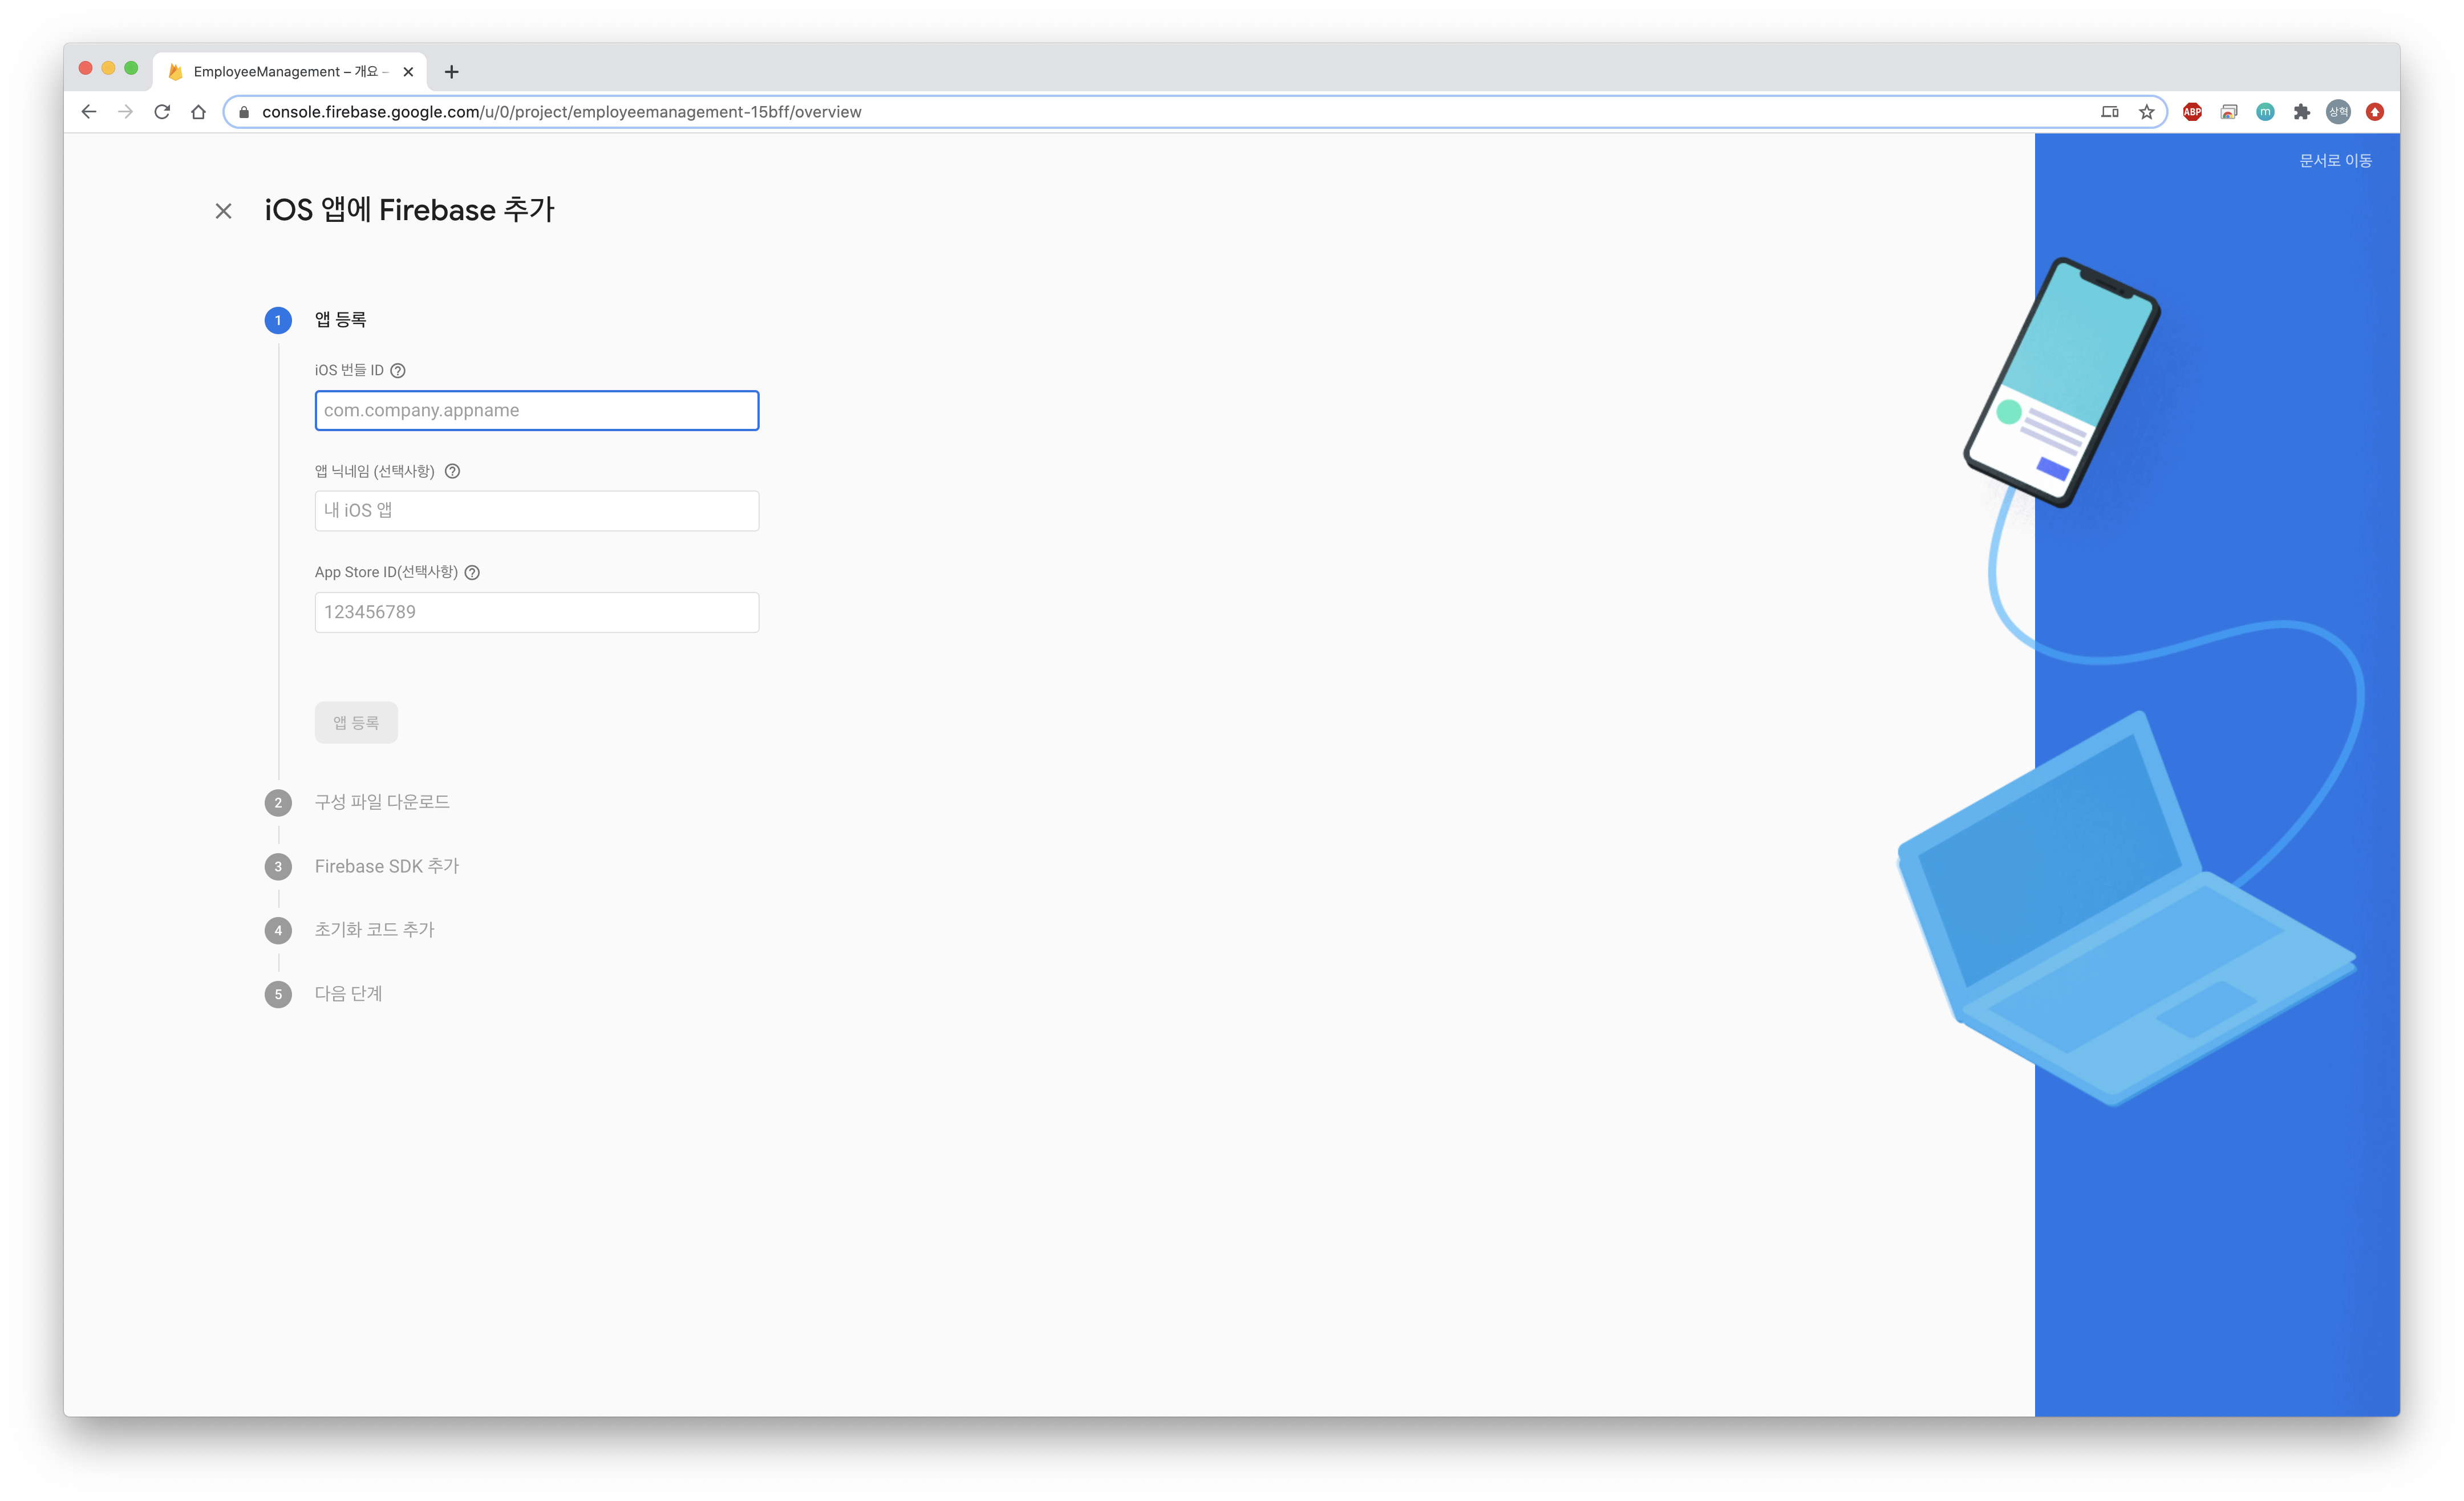 EmployeeManagement – 개요 –
console.firebase.google.com/u/0/project/employeemanagement-15bff/overview
ABP
m
상혁
문서로 이동
iOS 앱에 Firebase 추가
1 앱 등록
iOS 번들 ID ?
com.company.appname
앱 닉네임 (선택사항) ?
내 iOS 앱
App Store ID(선택사항) ?
123456789
앱 등록
2 구성 파일 다운로드
3 Firebase SDK 추가
4 초기화 코드 추가
5 다음 단계